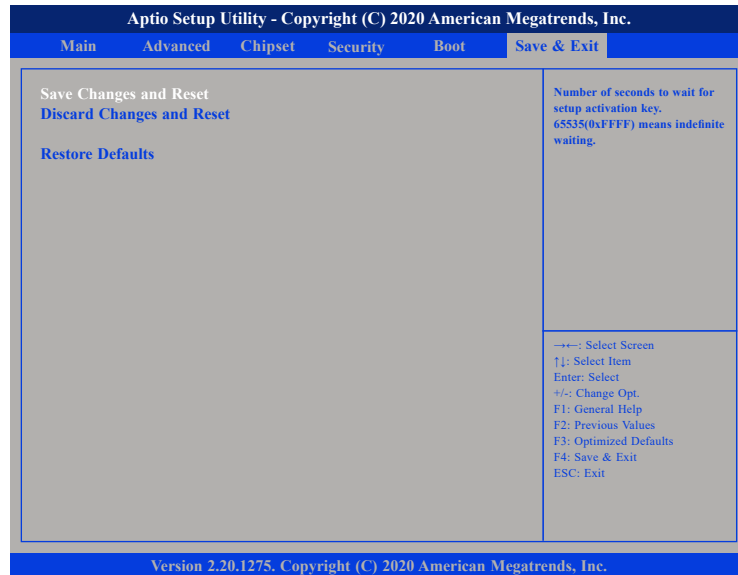 Aptio Setup Utility - Copyright (C) 2020 American Megatrends, Inc.
Main Advanced Chipset Security Boot Save & Exit
Save Changes and Reset
Discard Changes and Reset
Restore Defaults
Number of seconds to wait for
setup activation key.
65535(0xFFFF) means indefinite
waiting.
→←: Select Screen
↑↓: Select Item
Enter: Select
+/-: Change Opt.
F1: General Help
F2: Previous Values
F3: Optimized Defaults
F4: Save & Exit
ESC: Exit
Version 2.20.1275. Copyright (C) 2020 American Megatrends, Inc.